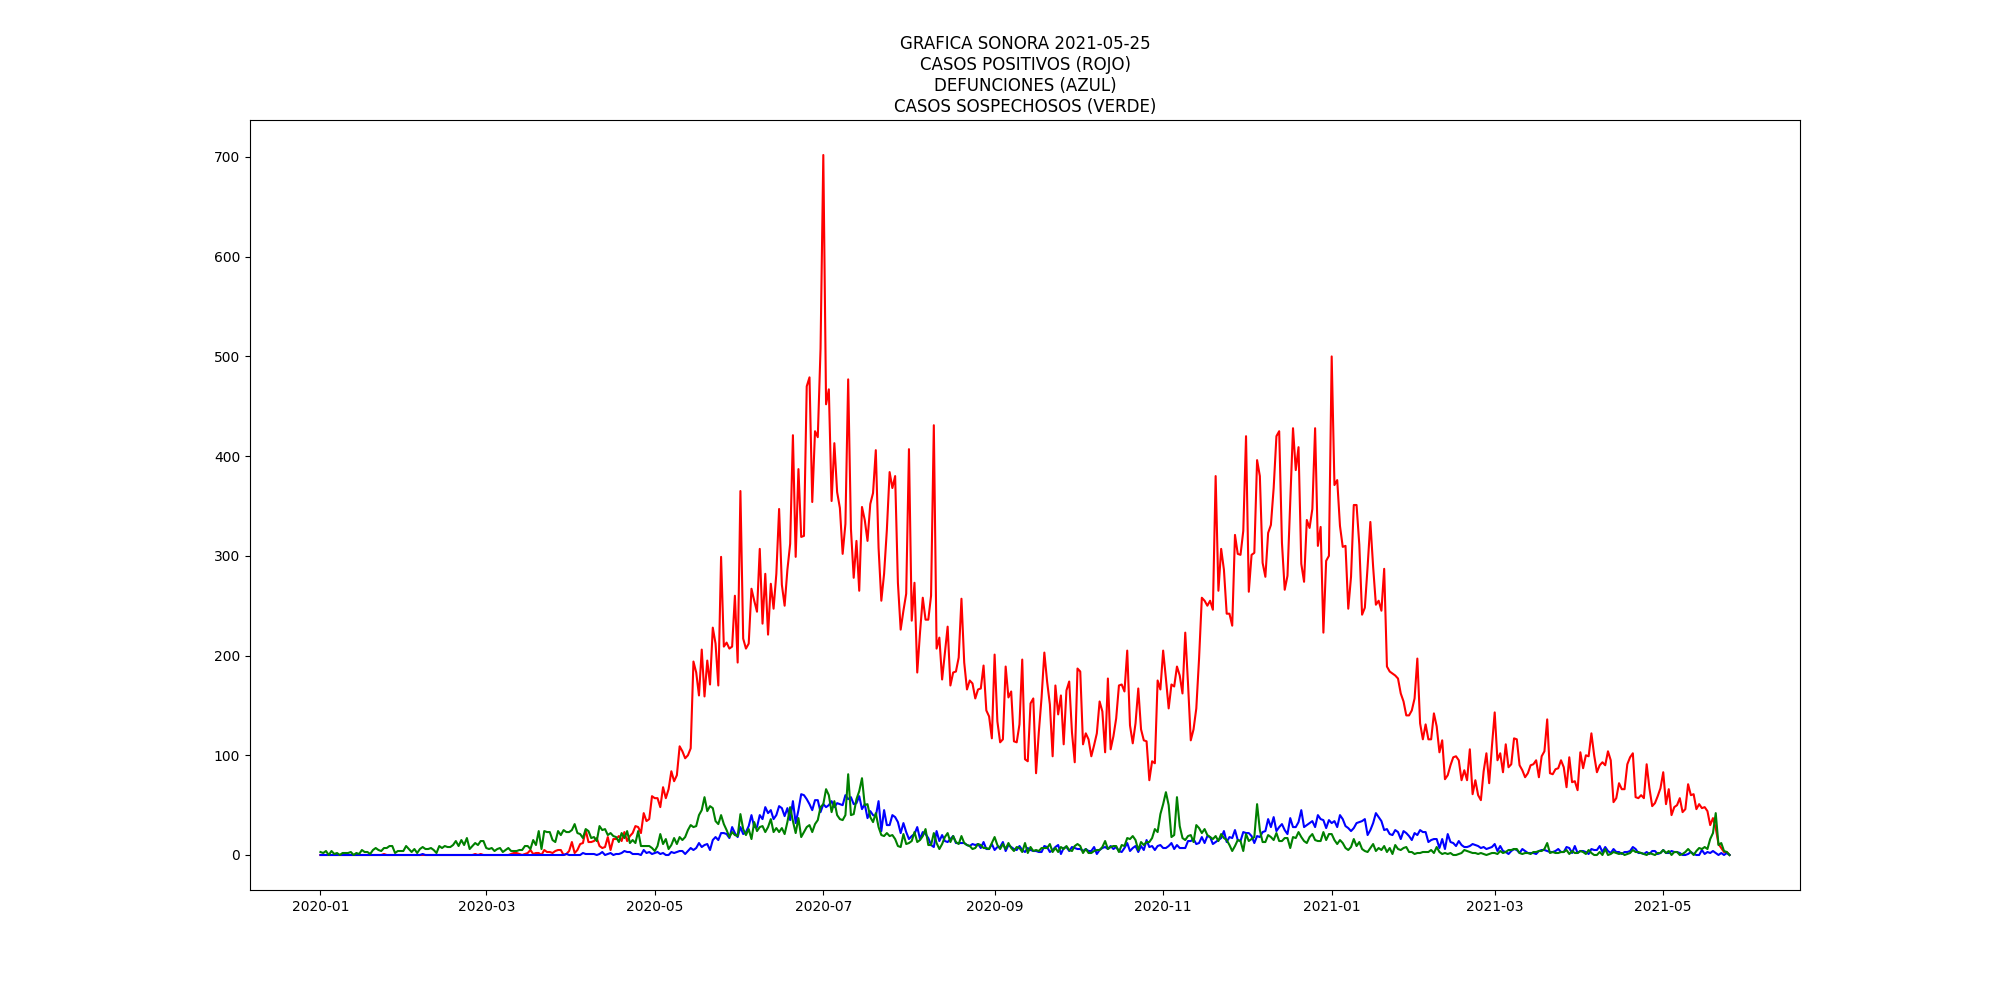 GRAFICA SONORA 2021-05-25
CASOS POSITIVOS (ROJO)
DEFUNCIONES (AZUL)
CASOS SOSPECHOSOS (VERDE)
700
600
500
400
300
200
100
0
2020-01 2020-03 2020-05 2020-07 2020-09 2020-11 2021-01 2021-03 2021-05